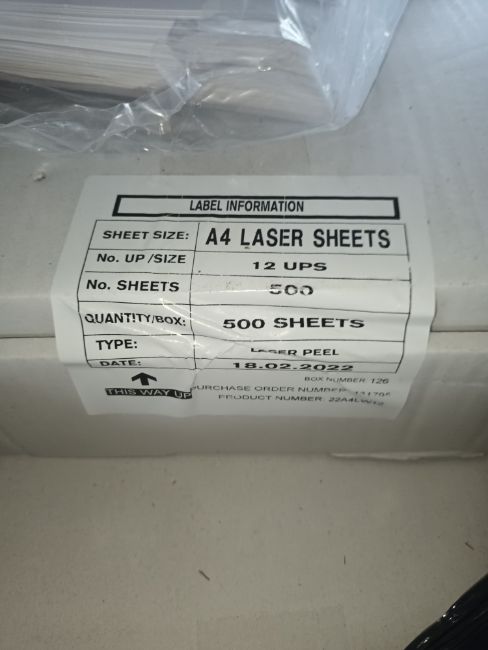 LABEL INFORMATION
SHEET SIZE: A4 LASER SHEETS
No. UP/SIZE 12 UPS
No. SHEETS 500
QUANTITY/BOX: 500 SHEETS
TYPE: LASER PEEL
DATE: 18.02.2022
BOX NUMBER: 126
THIS WAY UP PURCHASE ORDER NUMBER:
PRODUCT NUMBER: